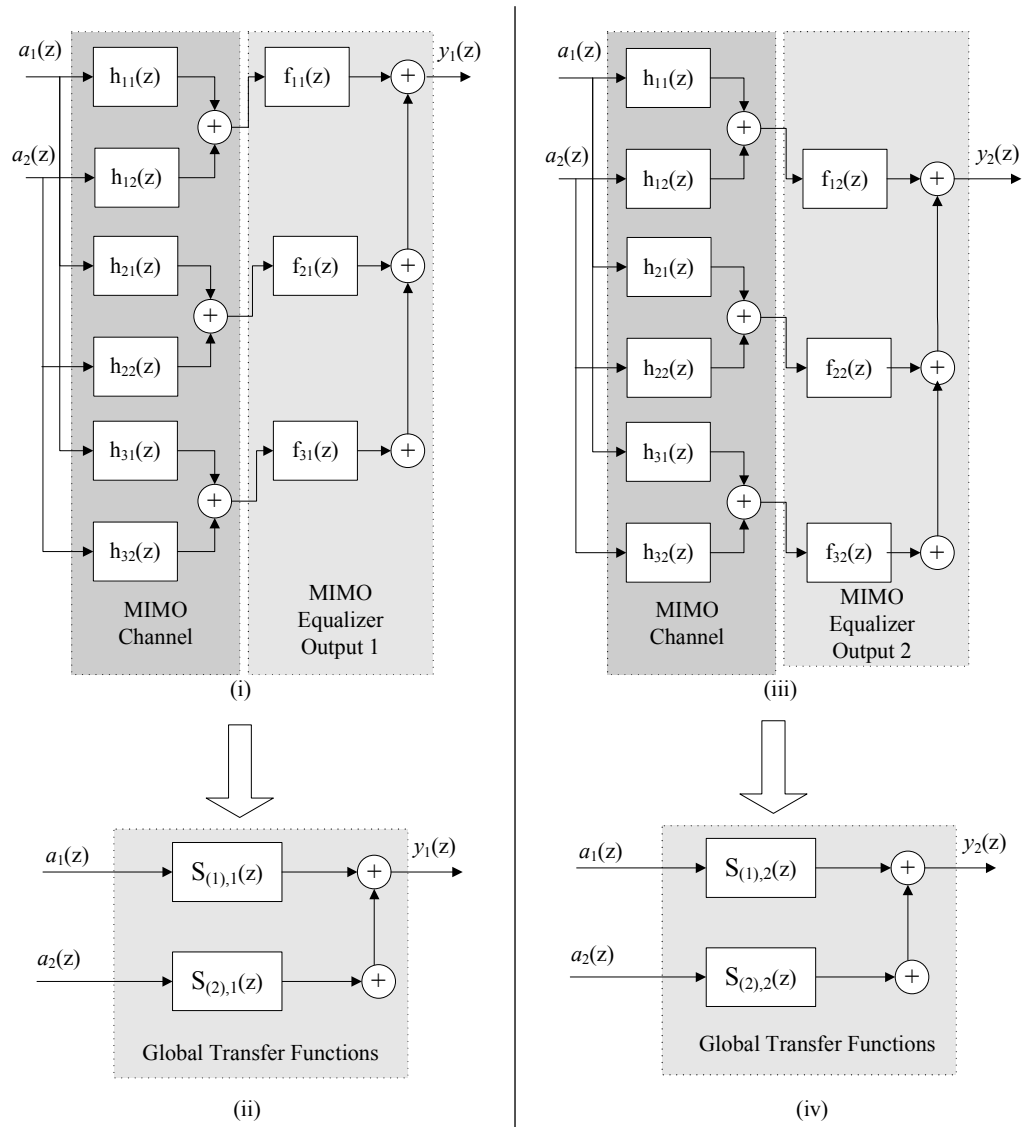 a₁(z)
h₁₁(z)
+
f₁₁(z)
+
y₁(z)
a₂(z)
h₁₂(z)
h₂₁(z)
+
f₂₁(z)
+
h₂₂(z)
h₃₁(z)
+
f₃₁(z)
+
h₃₂(z)
MIMO
Channel
MIMO
Equalizer
Output 1
(i)
a₁(z)
S₍₁₎,₁(z)
+
y₁(z)
a₂(z)
S₍₂₎,₁(z)
+
Global Transfer Functions
(ii)
a₁(z)
h₁₁(z)
+
a₂(z)
h₁₂(z)
f₁₂(z)
+
y₂(z)
h₂₁(z)
+
h₂₂(z)
f₂₂(z)
+
h₃₁(z)
+
h₃₂(z)
f₃₂(z)
+
MIMO
Channel
MIMO
Equalizer
Output 2
(iii)
a₁(z)
S₍₁₎,₂(z)
+
y₂(z)
a₂(z)
S₍₂₎,₂(z)
+
Global Transfer Functions
(iv)